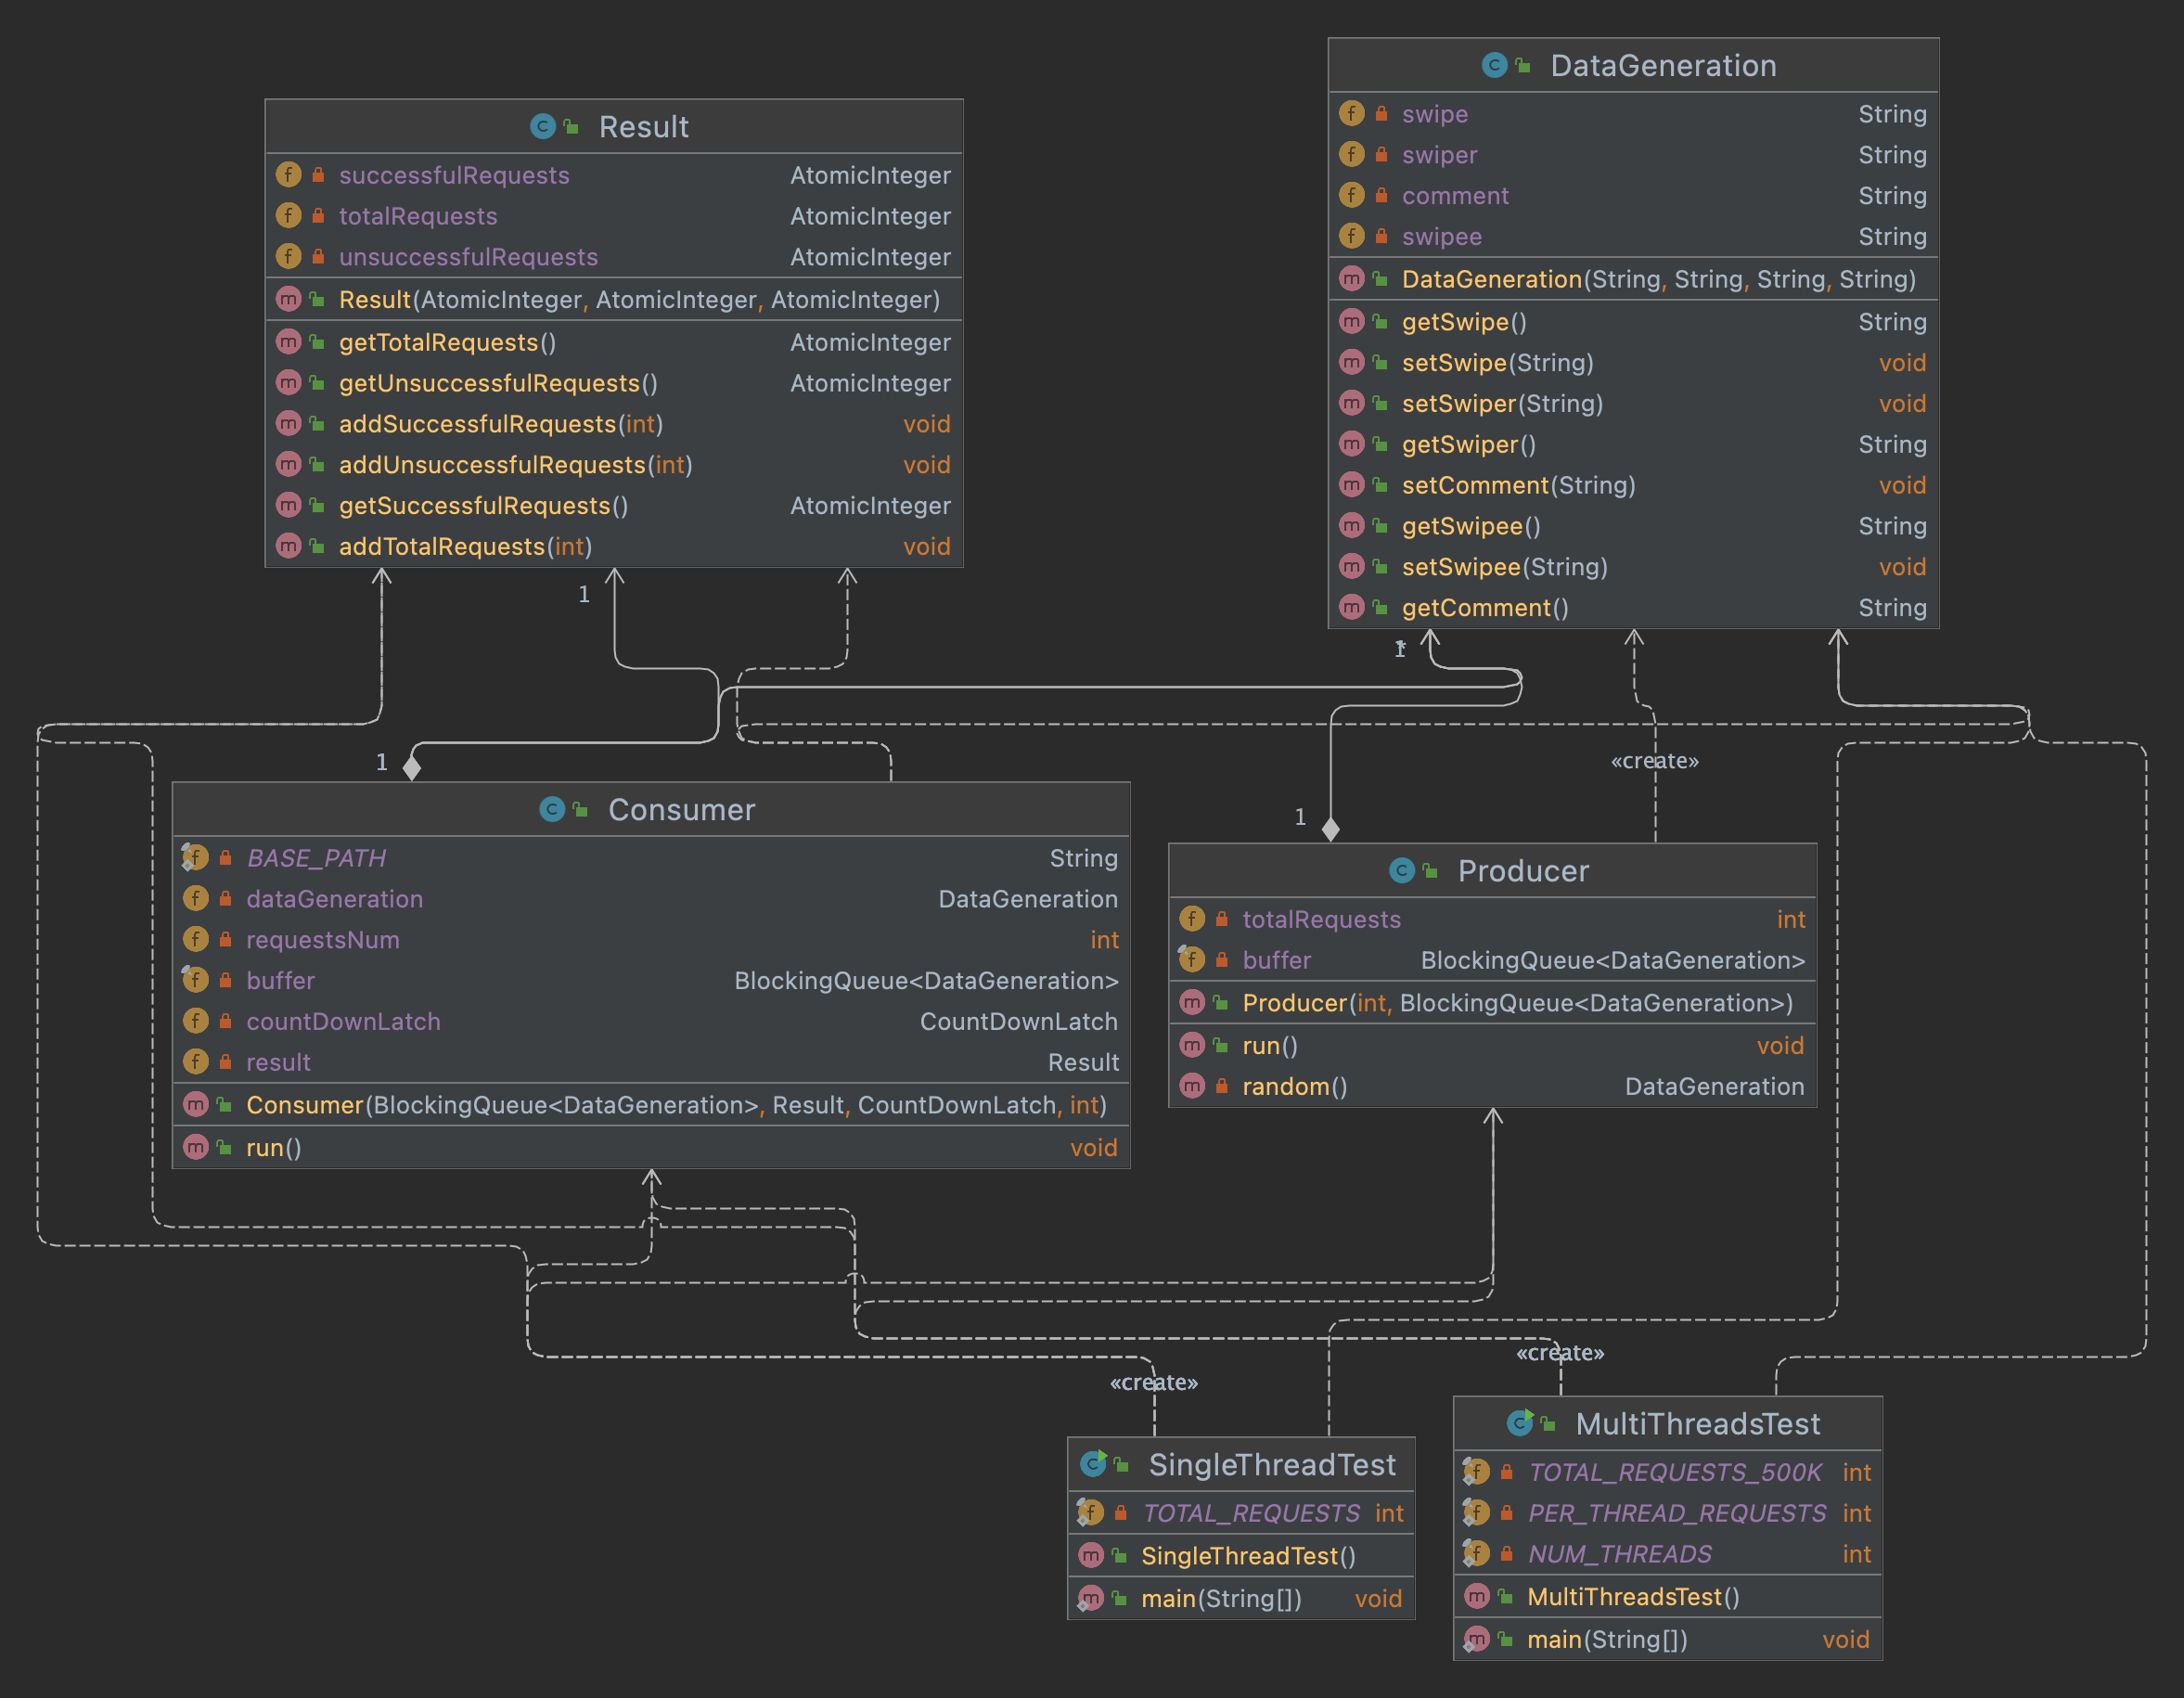 Result
successfulRequests AtomicInteger
totalRequests AtomicInteger
unsuccessfulRequests AtomicInteger
Result(AtomicInteger, AtomicInteger, AtomicInteger)
getTotalRequests() AtomicInteger
getUnsuccessfulRequests() AtomicInteger
addSuccessfulRequests(int) void
addUnsuccessfulRequests(int) void
getSuccessfulRequests() AtomicInteger
addTotalRequests(int) void
DataGeneration
swipe String
swiper String
comment String
swipee String
DataGeneration(String, String, String, String)
getSwipe() String
setSwipe(String) void
setSwiper(String) void
getSwiper() String
setComment(String) void
getSwipee() String
setSwipee(String) void
getComment() String
1
1
1
«create»
Consumer
BASE_PATH String
dataGeneration DataGeneration
requestsNum int
buffer BlockingQueue<DataGeneration>
countDownLatch CountDownLatch
result Result
Consumer(BlockingQueue<DataGeneration>, Result, CountDownLatch, int)
run() void
Producer
totalRequests int
buffer BlockingQueue<DataGeneration>
Producer(int, BlockingQueue<DataGeneration>)
run() void
random() DataGeneration
«create»
«create»
SingleThreadTest
TOTAL_REQUESTS int
SingleThreadTest()
main(String[]) void
MultiThreadsTest
TOTAL_REQUESTS_500K int
PER_THREAD_REQUESTS int
NUM_THREADS int
MultiThreadsTest()
main(String[]) void